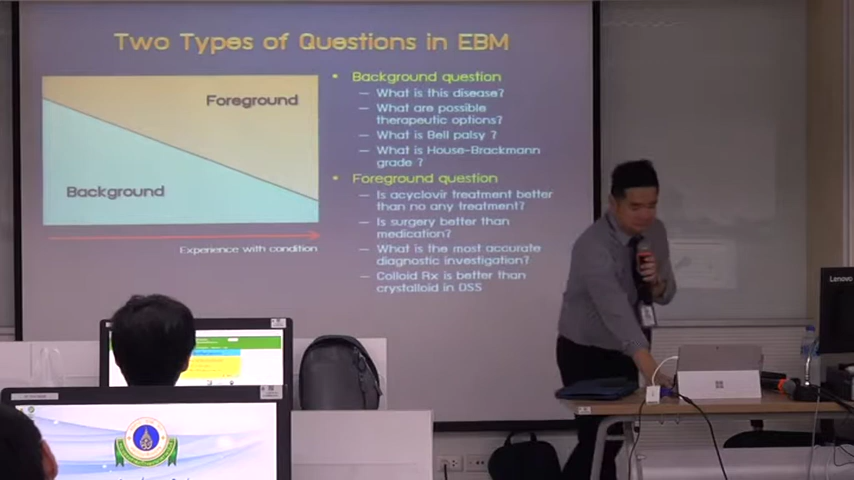 Two Types of Questions in EBM
Foreground
Background
Experience with condition
• Background question
– What is this disease?
– What are possible
therapeutic options?
– What is Bell palsy ?
– What is House-Brackmann
grade ?
• Foreground question
– Is acyclovir treatment better
than no any treatment?
– Is surgery better than
medication?
– What is the most accurate
diagnostic investigation?
– Colloid Rx is better than
crystalloid in DSS
Lenovo